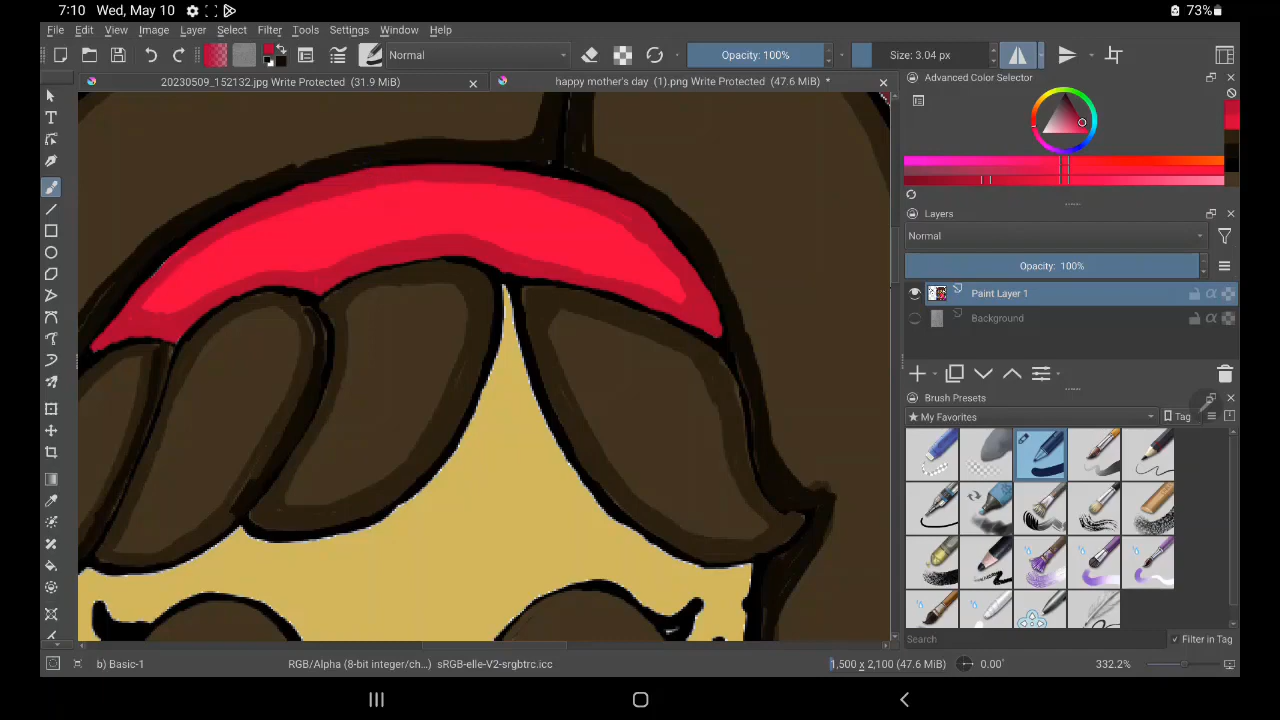 7:10 Wed, May 10
73%
File Edit View Image Layer Select Filter Tools Settings Window Help
Normal
Opacity: 100%
Size: 3.04 px
20230509_152132.jpg Write Protected (31.9 MiB)
happy mother's day (1).png Write Protected (47.6 MiB) *
Advanced Color Selector
Layers
Normal
Opacity: 100%
Paint Layer 1
Background
Brush Presets
★ My Favorites
Tag
Search
Filter in Tag
b) Basic-1
RGB/Alpha (8-bit integer/ch...) sRGB-elle-V2-srgbtrc.icc
1,500 x 2,100 (47.6 MiB)
0.00°
332.2%